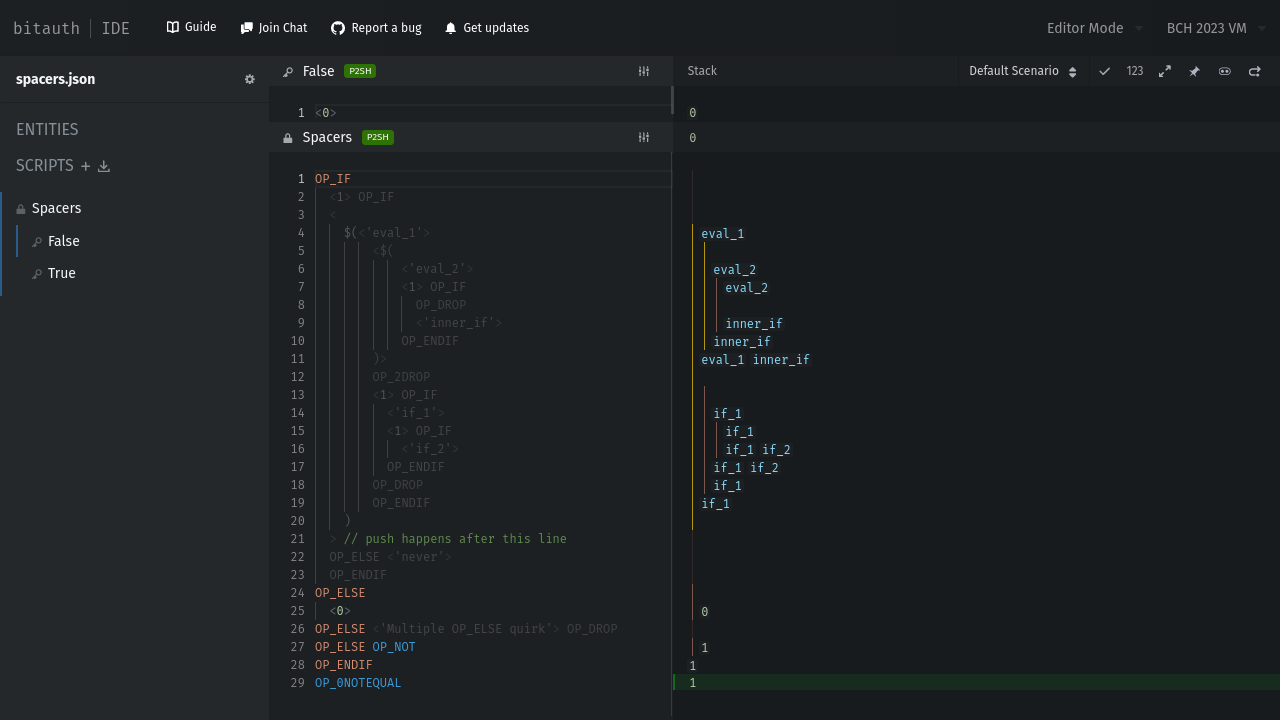 bitauth | IDE Guide Join Chat Report a bug Get updates Editor Mode BCH 2023 VM
spacers.json
ENTITIES
SCRIPTS +
Spacers
False
True
False P2SH
1 <0>
Spacers P2SH
1 OP_IF
2 <1> OP_IF
3 <
4 $(<'eval_1'>
5 <$(
6 <'eval_2'>
7 <1> OP_IF
8 OP_DROP
9 <'inner_if'>
10 OP_ENDIF
11 )>
12 OP_2DROP
13 <1> OP_IF
14 <'if_1'>
15 <1> OP_IF
16 <'if_2'>
17 OP_ENDIF
18 OP_DROP
19 OP_ENDIF
20 )
21 > // push happens after this line
22 OP_ELSE <'never'>
23 OP_ENDIF
24 OP_ELSE
25 <0>
26 OP_ELSE <'Multiple OP_ELSE quirk'> OP_DROP
27 OP_ELSE OP_NOT
28 OP_ENDIF
29 OP_0NOTEQUAL
Stack Default Scenario 123
0
0
eval_1
eval_2
eval_2
inner_if
inner_if
eval_1 inner_if
if_1
if_1
if_1 if_2
if_1 if_2
if_1
if_1
0
1
1
1